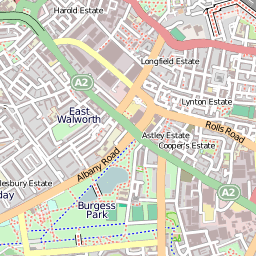 Harold Estate
Longfield Estate
A2
Lynton Estate
East
Walworth
Rolls Road
Astley Estate
Cooper's Estate
Albany Road
lesbury Estate
day
A2
Burgess
Park